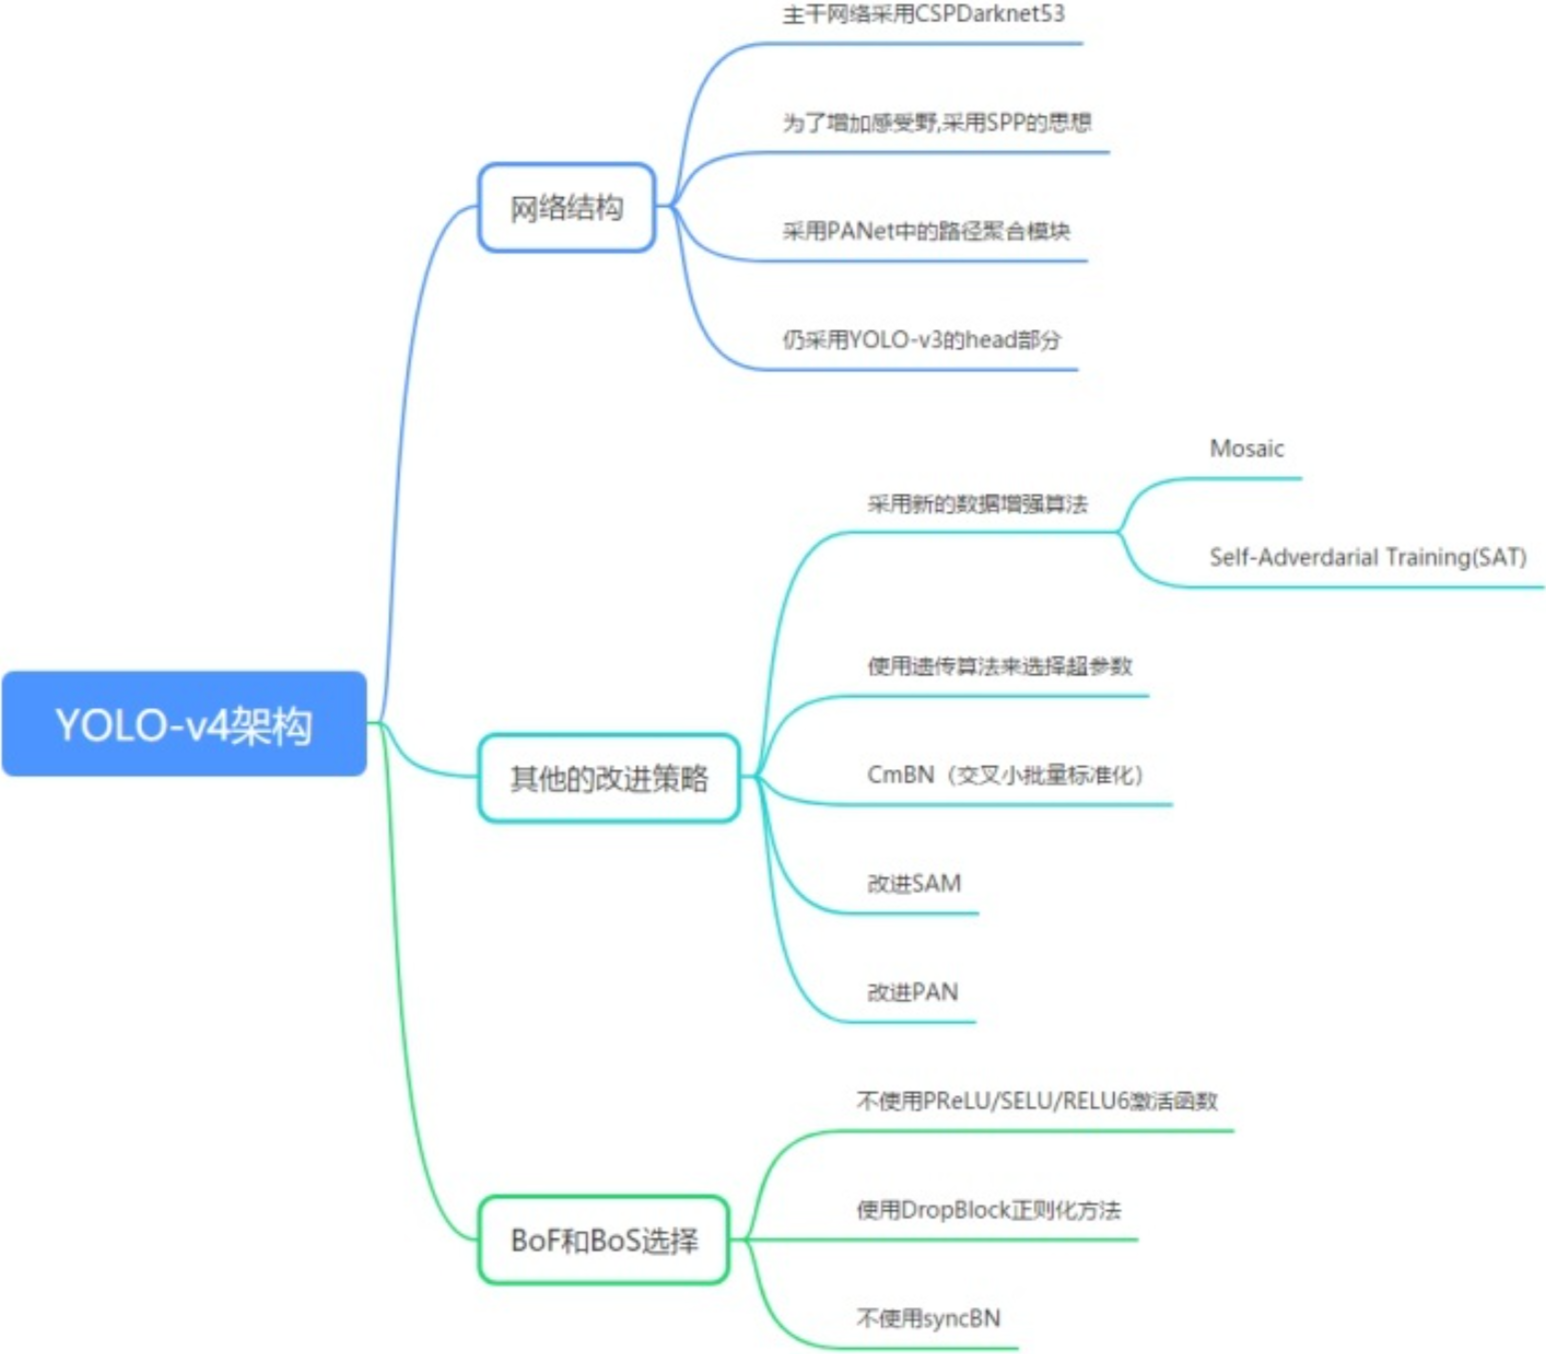 主干网络采用CSPDarknet53
为了增加感受野,采用SPP的思想
网络结构
采用PANet中的路径聚合模块
仍采用YOLO-v3的head部分
Mosaic
采用新的数据增强算法
Self-Adverdarial Training(SAT)
使用遗传算法来选择超参数
YOLO-v4架构
其他的改进策略
CmBN（交叉小批量标准化）
改进SAM
改进PAN
不使用PReLU/SELU/RELU6激活函数
使用DropBlock正则化方法
BoF和BoS选择
不使用syncBN